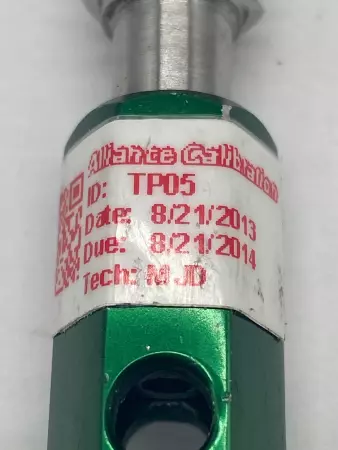 Alliance Calibration
ID: TP05
Date: 8/21/2013
Due: 8/21/2014
Tech: MJD